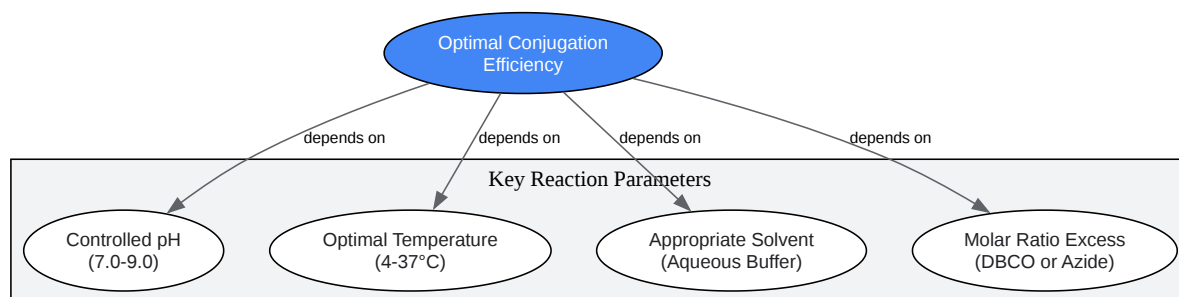 Optimal Conjugation
Efficiency
depends on
depends on
depends on
depends on
Key Reaction Parameters
Controlled pH
(7.0-9.0)
Optimal Temperature
(4-37°C)
Appropriate Solvent
(Aqueous Buffer)
Molar Ratio Excess
(DBCO or Azide)